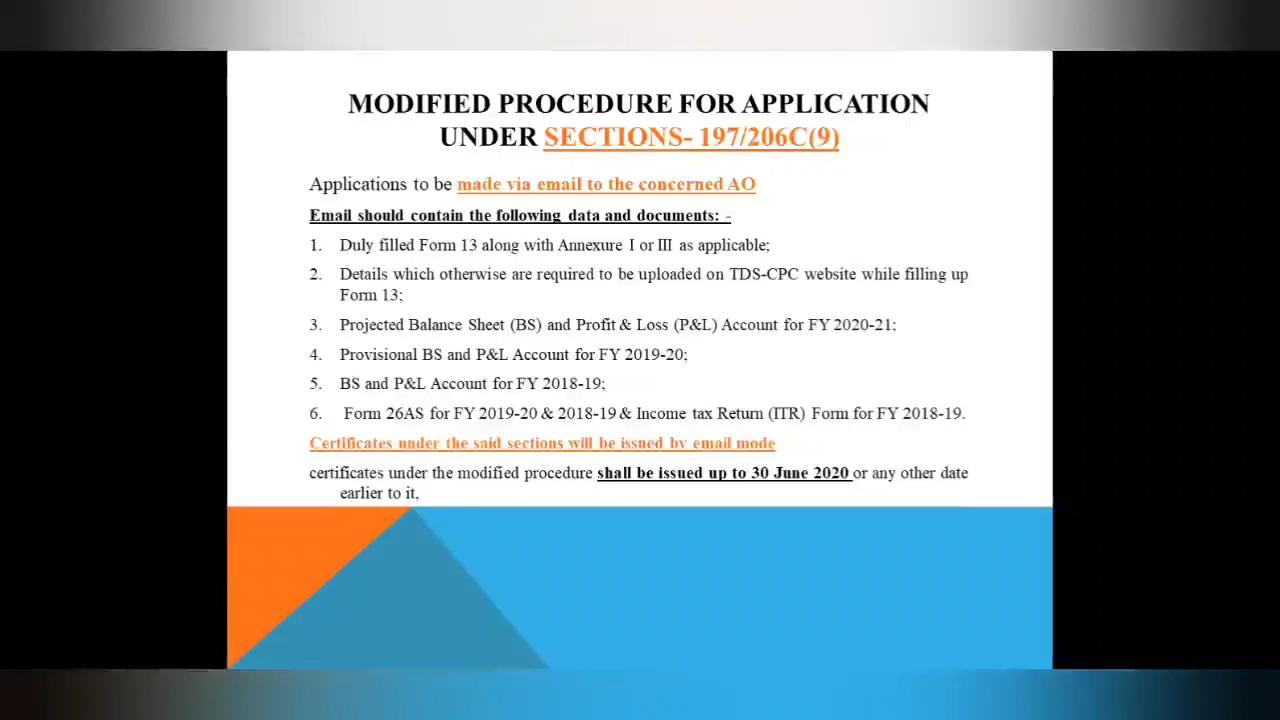 MODIFIED PROCEDURE FOR APPLICATION
UNDER SECTIONS- 197/206C(9)
Applications to be made via email to the concerned AO
Email should contain the following data and documents: -
1. Duly filled Form 13 along with Annexure I or III as applicable;
2. Details which otherwise are required to be uploaded on TDS-CPC website while filling up
Form 13;
3. Projected Balance Sheet (BS) and Profit & Loss (P&L) Account for FY 2020-21;
4. Provisional BS and P&L Account for FY 2019-20;
5. BS and P&L Account for FY 2018-19;
6. Form 26AS for FY 2019-20 & 2018-19 & Income tax Return (ITR) Form for FY 2018-19.
Certificates under the said sections will be issued by email mode
certificates under the modified procedure shall be issued up to 30 June 2020 or any other date
earlier to it,